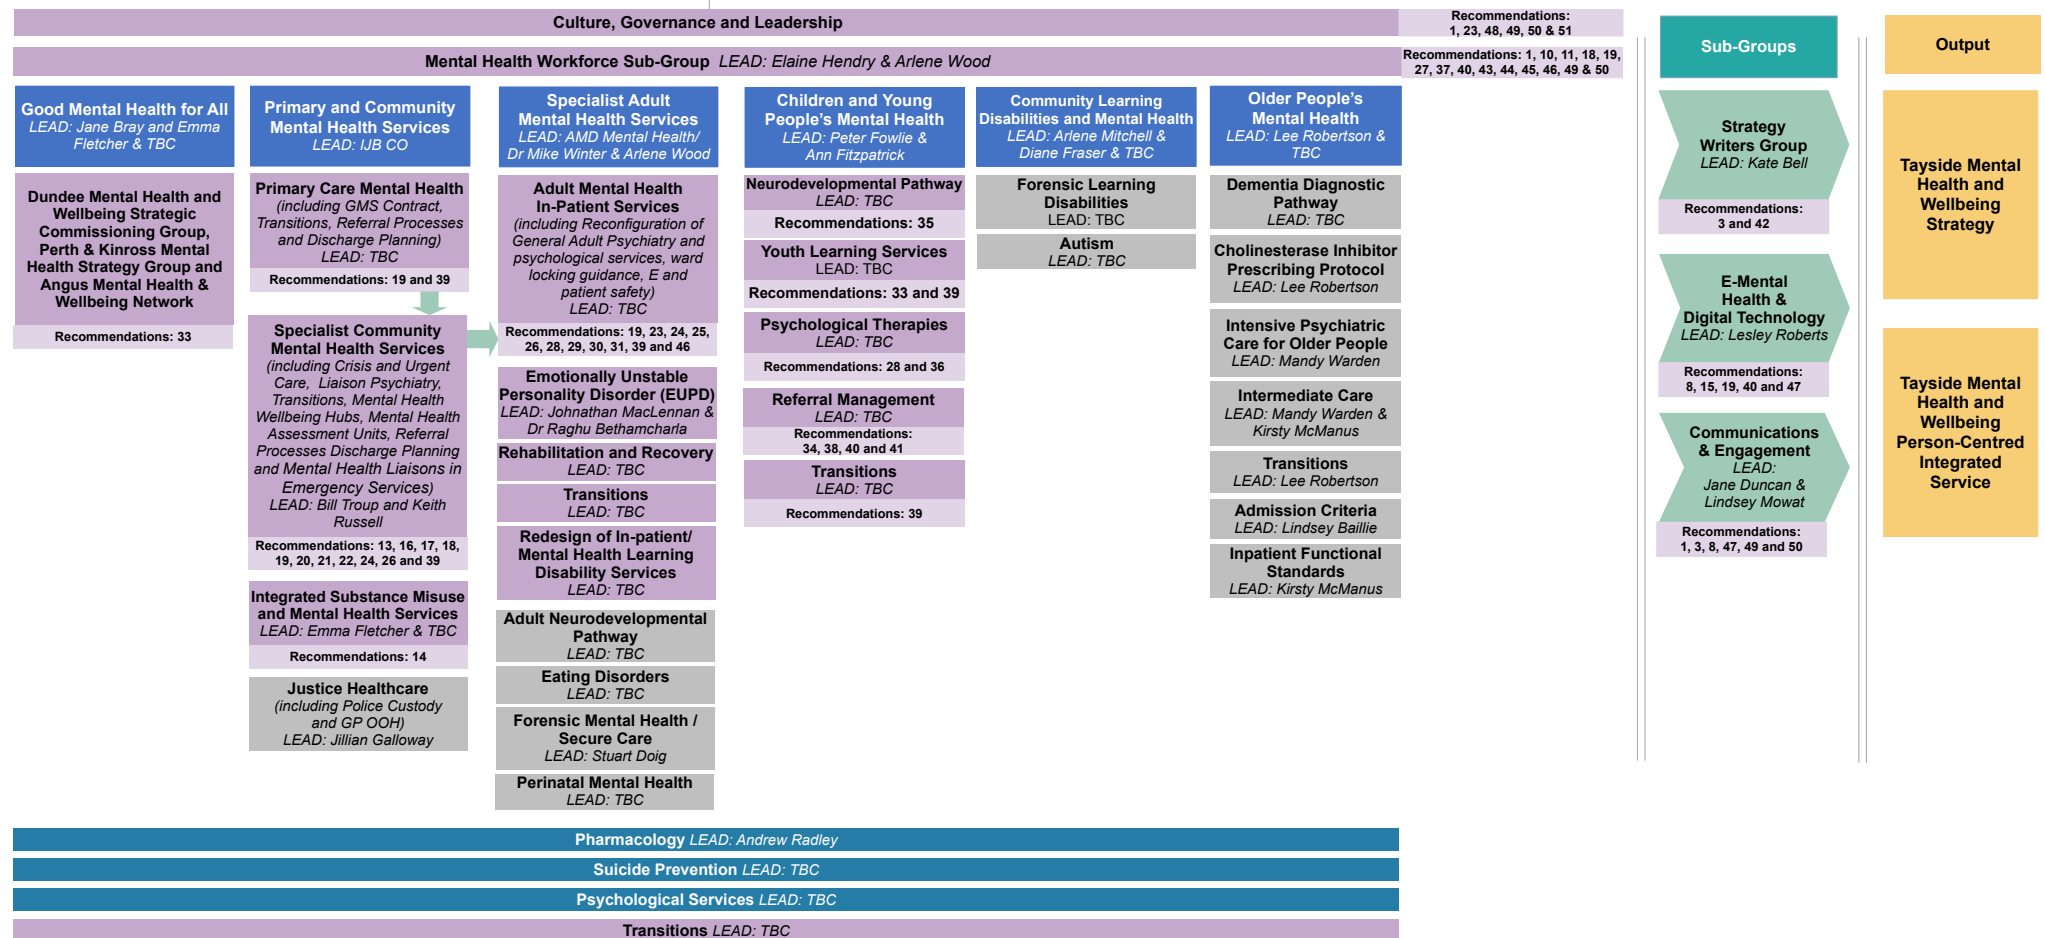 Culture, Governance and Leadership
Recommendations:
1, 23, 48, 49, 50 & 51
Mental Health Workforce Sub-Group LEAD: Elaine Hendry & Arlene Wood
Recommendations: 1, 10, 11, 18, 19,
27, 37, 40, 43, 44, 45, 46, 49 & 50
Good Mental Health for All
LEAD: Jane Bray and Emma
Fletcher & TBC
Dundee Mental Health and
Wellbeing Strategic
Commissioning Group,
Perth & Kinross Mental
Health Strategy Group and
Angus Mental Health &
Wellbeing Network
Recommendations: 33
Primary and Community
Mental Health Services
LEAD: IJB CO
Primary Care Mental Health
(including GMS Contract,
Transitions, Referral Processes
and Discharge Planning)
LEAD: TBC
Recommendations: 19 and 39
Specialist Community
Mental Health Services
(including Crisis and Urgent
Care, Liaison Psychiatry,
Transitions, Mental Health
Wellbeing Hubs, Mental Health
Assessment Units, Referral
Processes Discharge Planning
and Mental Health Liaisons in
Emergency Services)
LEAD: Bill Troup and Keith
Russell
Recommendations: 13, 16, 17, 18,
19, 20, 21, 22, 24, 26 and 39
Integrated Substance Misuse
and Mental Health Services
LEAD: Emma Fletcher & TBC
Recommendations: 14
Justice Healthcare
(including Police Custody
and GP OOH)
LEAD: Jillian Galloway
Specialist Adult
Mental Health Services
LEAD: AMD Mental Health/
Dr Mike Winter & Arlene Wood
Adult Mental Health
In-Patient Services
(including Reconfiguration of
General Adult Psychiatry and
psychological services, ward
locking guidance, E and
patient safety)
LEAD: TBC
Recommendations: 19, 23, 24, 25,
26, 28, 29, 30, 31, 39 and 46
Emotionally Unstable
Personality Disorder (EUPD)
LEAD: Johnathan MacLennan &
Dr Raghu Bethamcharla
Rehabilitation and Recovery
LEAD: TBC
Transitions
LEAD: TBC
Redesign of In-patient/
Mental Health Learning
Disability Services
LEAD: TBC
Adult Neurodevelopmental
Pathway
LEAD: TBC
Eating Disorders
LEAD: TBC
Forensic Mental Health /
Secure Care
LEAD: Stuart Doig
Perinatal Mental Health
LEAD: TBC
Children and Young
People's Mental Health
LEAD: Peter Fowlie &
Ann Fitzpatrick
Neurodevelopmental Pathway
LEAD: TBC
Recommendations: 35
Youth Learning Services
LEAD: TBC
Recommendations: 33 and 39
Psychological Therapies
LEAD: TBC
Recommendations: 28 and 36
Referral Management
LEAD: TBC
Recommendations:
34, 38, 40 and 41
Transitions
LEAD: TBC
Recommendations: 39
Community Learning
Disabilities and Mental Health
LEAD: Arlene Mitchell &
Diane Fraser & TBC
Forensic Learning
Disabilities
LEAD: TBC
Autism
LEAD: TBC
Older People's
Mental Health
LEAD: Lee Robertson &
TBC
Dementia Diagnostic
Pathway
LEAD: TBC
Cholinesterase Inhibitor
Prescribing Protocol
LEAD: Lee Robertson
Intensive Psychiatric
Care for Older People
LEAD: Mandy Warden
Intermediate Care
LEAD: Mandy Warden &
Kirsty McManus
Transitions
LEAD: Lee Robertson
Admission Criteria
LEAD: Lindsey Baillie
Inpatient Functional
Standards
LEAD: Kirsty McManus
Sub-Groups
Strategy
Writers Group
LEAD: Kate Bell
Recommendations:
3 and 42
E-Mental
Health &
Digital Technology
LEAD: Lesley Roberts
Recommendations:
8, 15, 19, 40 and 47
Communications
& Engagement
LEAD:
Jane Duncan &
Lindsey Mowat
Recommendations:
1, 3, 8, 47, 49 and 50
Output
Tayside Mental
Health and
Wellbeing
Strategy
Tayside Mental
Health and
Wellbeing
Person-Centred
Integrated
Service
Pharmacology LEAD: Andrew Radley
Suicide Prevention LEAD: TBC
Psychological Services LEAD: TBC
Transitions LEAD: TBC